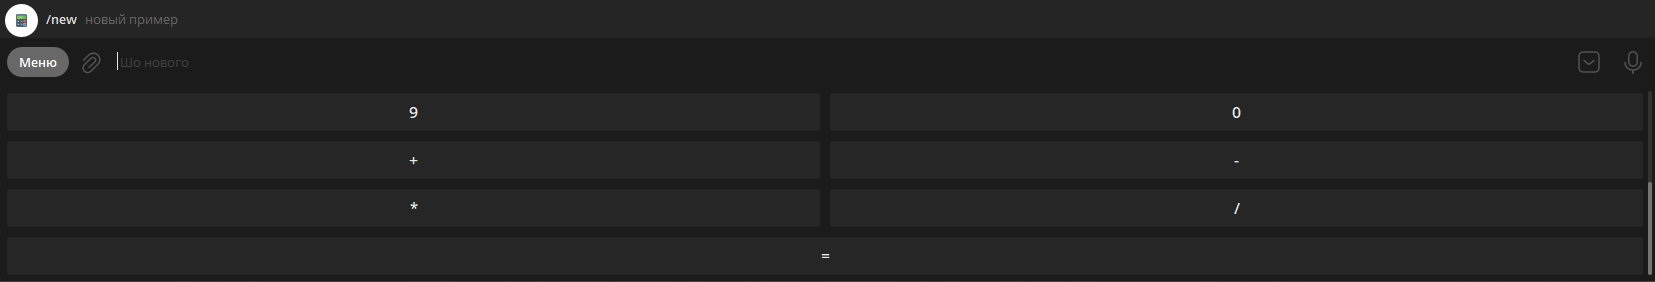 /new новый пример
Меню Шо нового
9 0
+ -
* /
=